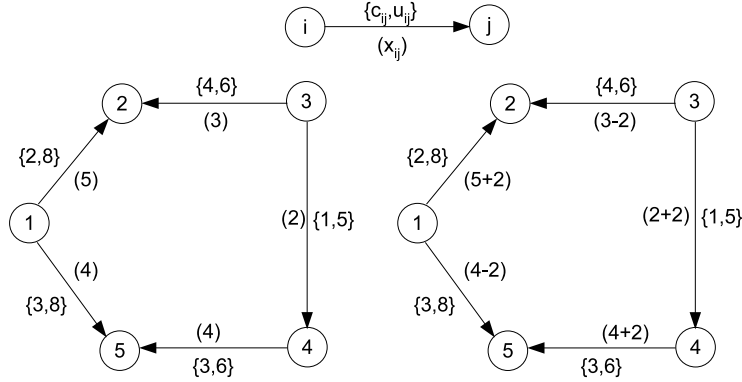 {c_ij,u_ij}
i j
(x_ij)
{4,6} {4,6}
2 3 2 3
(3) (3-2)
{2,8} {2,8}
(5) (5+2)
1 (2) {1,5} 1 (2+2) {1,5}
(4) (4-2)
{3,8} {3,8}
(4) (4+2)
5 4 5 4
{3,6} {3,6}